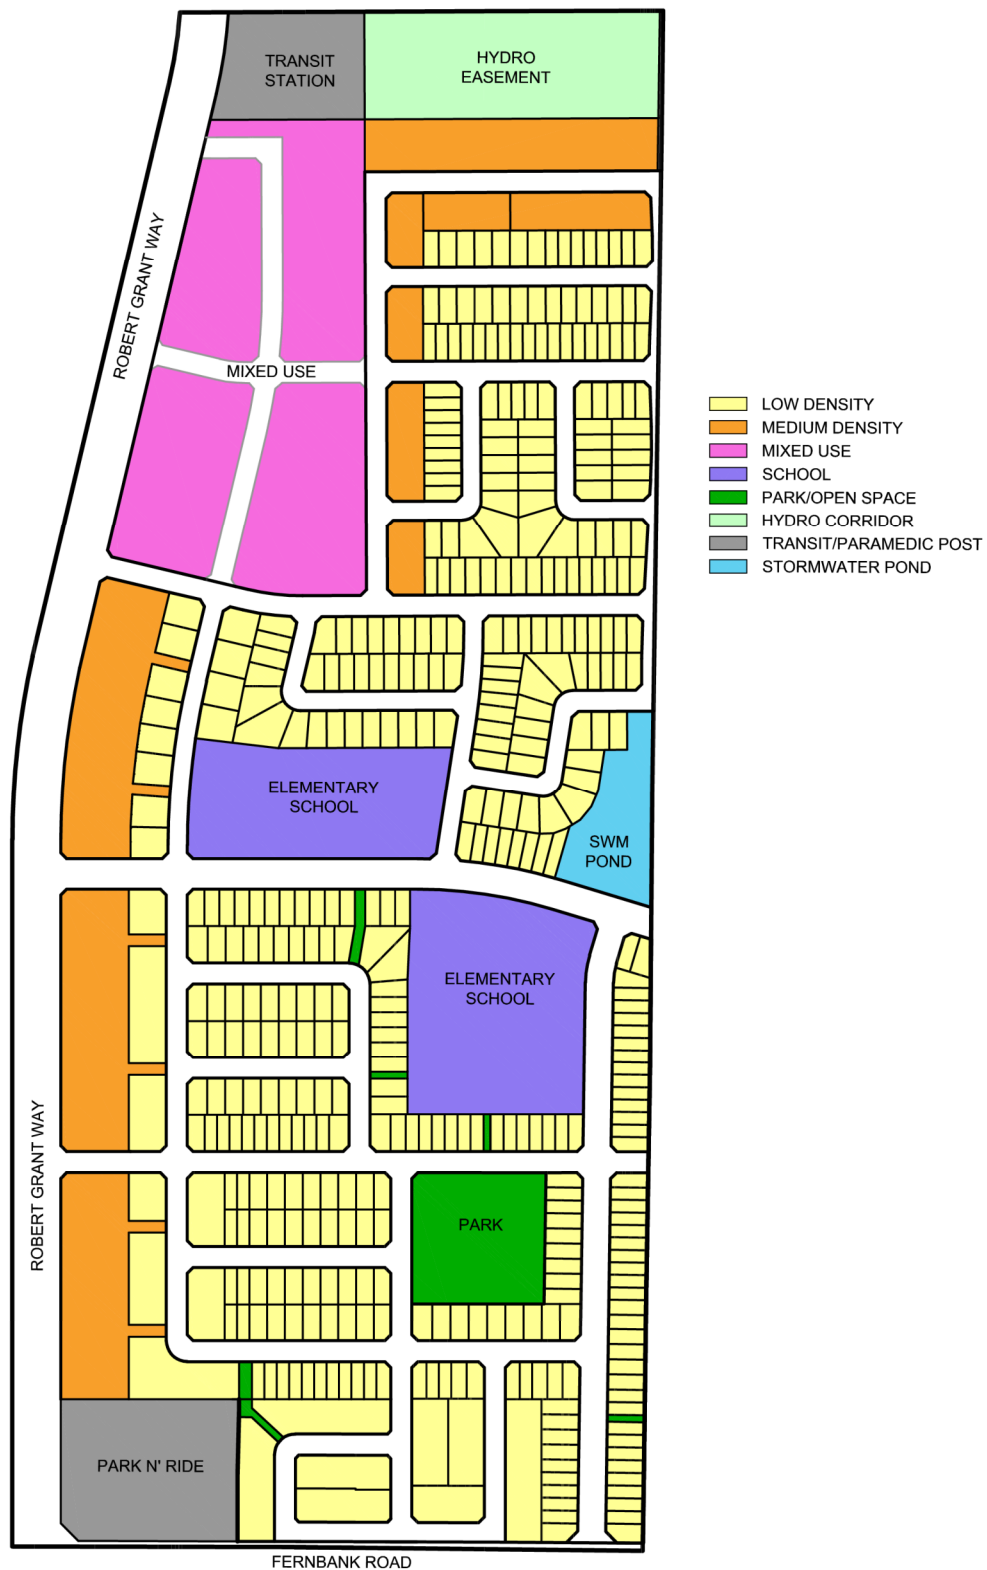 TRANSIT
STATION
HYDRO
EASEMENT
ROBERT GRANT WAY
MIXED USE
LOW DENSITY
MEDIUM DENSITY
MIXED USE
SCHOOL
PARK/OPEN SPACE
HYDRO CORRIDOR
TRANSIT/PARAMEDIC POST
STORMWATER POND
ELEMENTARY
SCHOOL
SWM
POND
ELEMENTARY
SCHOOL
ROBERT GRANT WAY
PARK
PARK N' RIDE
FERNBANK ROAD